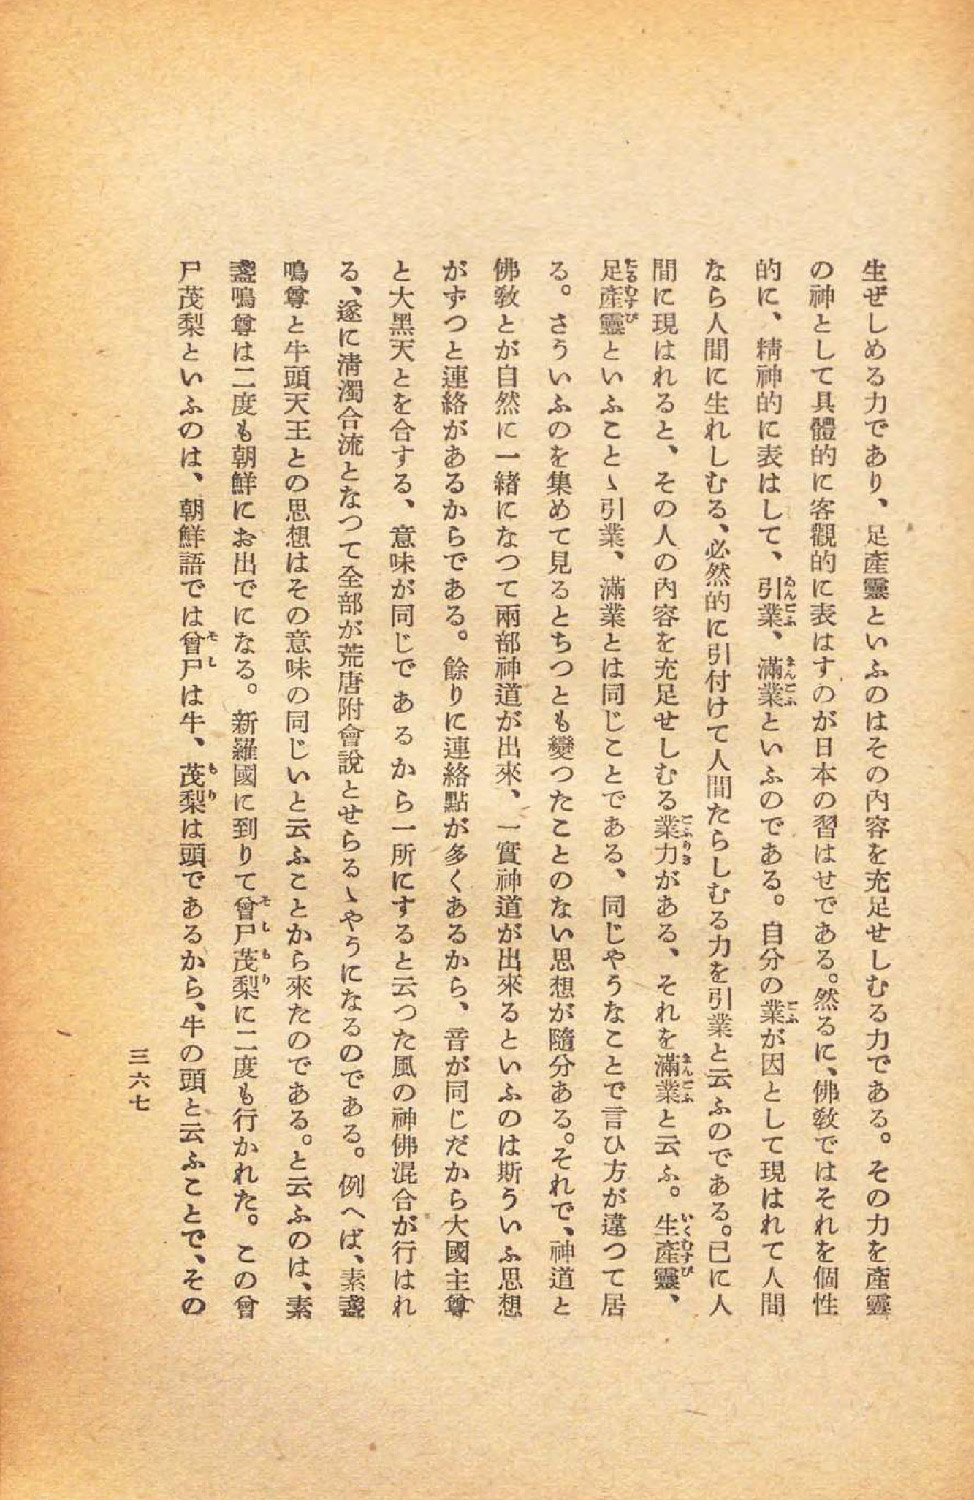 生ぜしめる力であり、足產靈といふのはその內容を充足せしむる力である。その力を產靈
の神として具體的に客觀的に表はすのが日本の習はせである。然るに、佛敎ではそれを個性
的に、精神的に表はして、引業、滿業といふのである。自分の業が因として現はれて人間
なら人間に生れしむる、必然的に引付けて人間たらしむる力を引業と云ふのである。已に人
間に現はれると、その人の內容を充足せしむる業力がある、それを滿業と云ふ。生產靈、
足產靈といふことゝ引業、滿業とは同じことである、同じやうなことで言ひ方が違つて居
る。さういふのを集めて見るとちつとも變つたことのない思想が隨分ある。それで、神道と
佛敎とが自然に一緖になつて兩部神道が出來、一實神道が出來るといふのは斯ういふ思想
がずつと連絡があるからである。餘りに連絡點が多くあるから、音が同じだから大國主尊
と大黑天とを合する、意味が同じであるから一所にすると云つた風の神佛混合が行はれ
る、遂に淸濁合流となつて全部が荒唐附會說とせらるゝやうになるのである。例へば、素盞
嗚尊と牛頭天王との思想はその意味の同じいと云ふことから來たのである。と云ふのは、素
盞嗚尊は二度も朝鮮にお出でになる。新羅國に到りて曾尸茂梨に二度も行かれた。この曾
尸茂梨といふのは、朝鮮語では曾尸は牛、茂梨は頭であるから、牛の頭と云ふことで、その
三六七